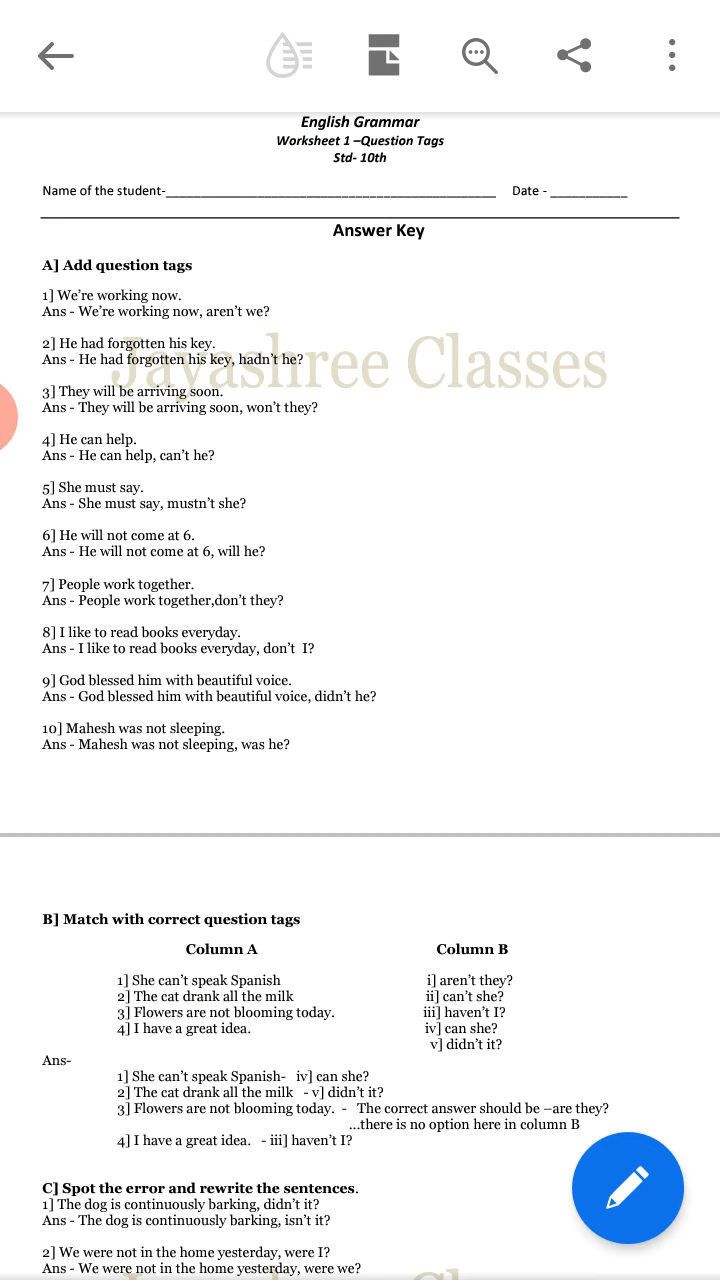 English Grammar
Worksheet 1 –Question Tags
Std- 10th
Name of the student-_______________________________________________ Date - ___________
Answer Key
A] Add question tags
1] We’re working now.
Ans - We’re working now, aren’t we?
Jayashree Classes
2] He had forgotten his key.
Ans - He had forgotten his key, hadn’t he?
3] They will be arriving soon.
Ans - They will be arriving soon, won’t they?
4] He can help.
Ans - He can help, can’t he?
5] She must say.
Ans - She must say, mustn’t she?
6] He will not come at 6.
Ans - He will not come at 6, will he?
7] People work together.
Ans - People work together,don’t they?
8] I like to read books everyday.
Ans - I like to read books everyday, don’t I?
9] God blessed him with beautiful voice.
Ans - God blessed him with beautiful voice, didn’t he?
10] Mahesh was not sleeping.
Ans - Mahesh was not sleeping, was he?
B] Match with correct question tags
Column A Column B
1] She can’t speak Spanish i] aren’t they?
2] The cat drank all the milk ii] can’t she?
3] Flowers are not blooming today. iii] haven’t I?
4] I have a great idea. iv] can she?
v] didn’t it?
Ans-
1] She can’t speak Spanish- iv] can she?
2] The cat drank all the milk - v] didn’t it?
3] Flowers are not blooming today. - The correct answer should be –are they?
...there is no option here in column B
4] I have a great idea. - iii] haven’t I?
C] Spot the error and rewrite the sentences.
1] The dog is continuously barking, didn’t it?
Ans - The dog is continuously barking, isn’t it?
2] We were not in the home yesterday, were I?
Ans - We were not in the home yesterday, were we?